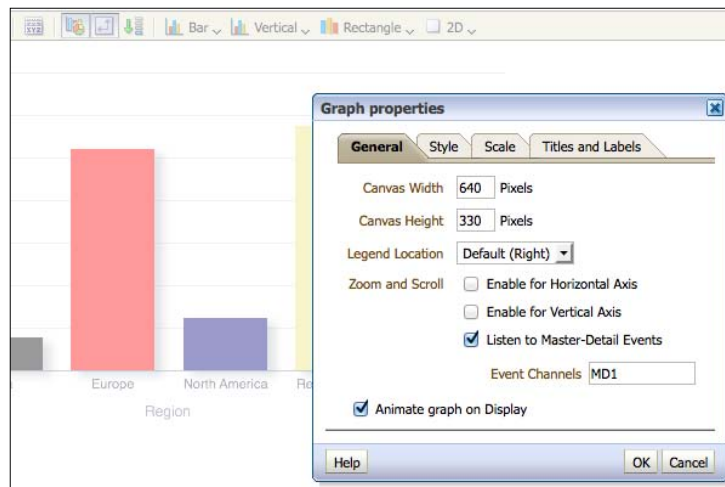 Bar Vertical Rectangle 2D
Graph properties
General Style Scale Titles and Labels
Canvas Width 640 Pixels
Canvas Height 330 Pixels
Legend Location Default (Right)
Zoom and Scroll Enable for Horizontal Axis
Enable for Vertical Axis
Listen to Master-Detail Events
Event Channels MD1
Animate graph on Display
Help OK Cancel
Europe North America
Region